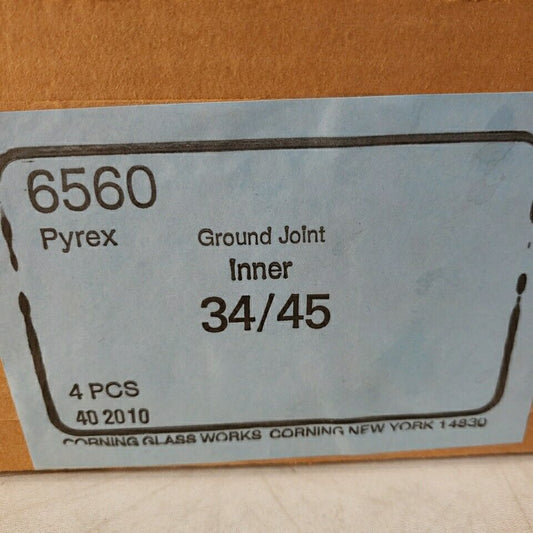 6560
Pyrex
Ground Joint
Inner
34/45
4 PCS
40 2010
CORNING GLASS WORKS CORNING NEW YORK 14830